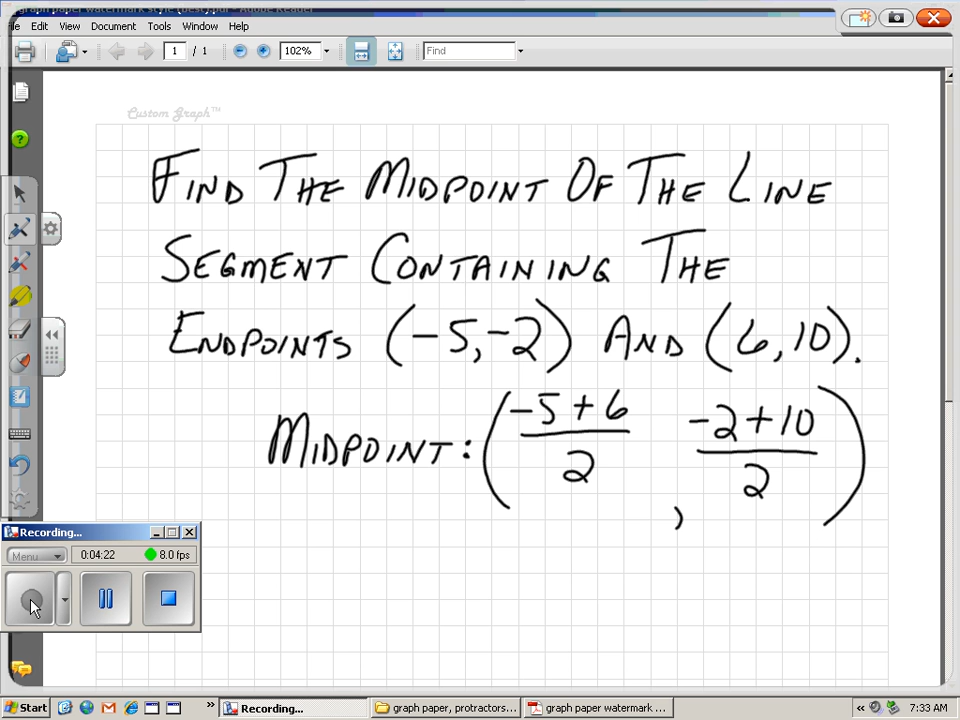 graph paper watermark style (best).pdf - Adobe Reader
File Edit View Document Tools Window Help
1 / 1 102% Find
Custom Graph™
FIND THE MIDPOINT OF THE LINE
SEGMENT CONTAINING THE
ENDPOINTS (-5,-2) AND (6,10).
MIDPOINT: (-5+6/2 , -2+10/2)
Recording...
Menu 0:04:22 8.0 fps
Start Recording... graph paper, protractors... graph paper watermark ... 7:33 AM